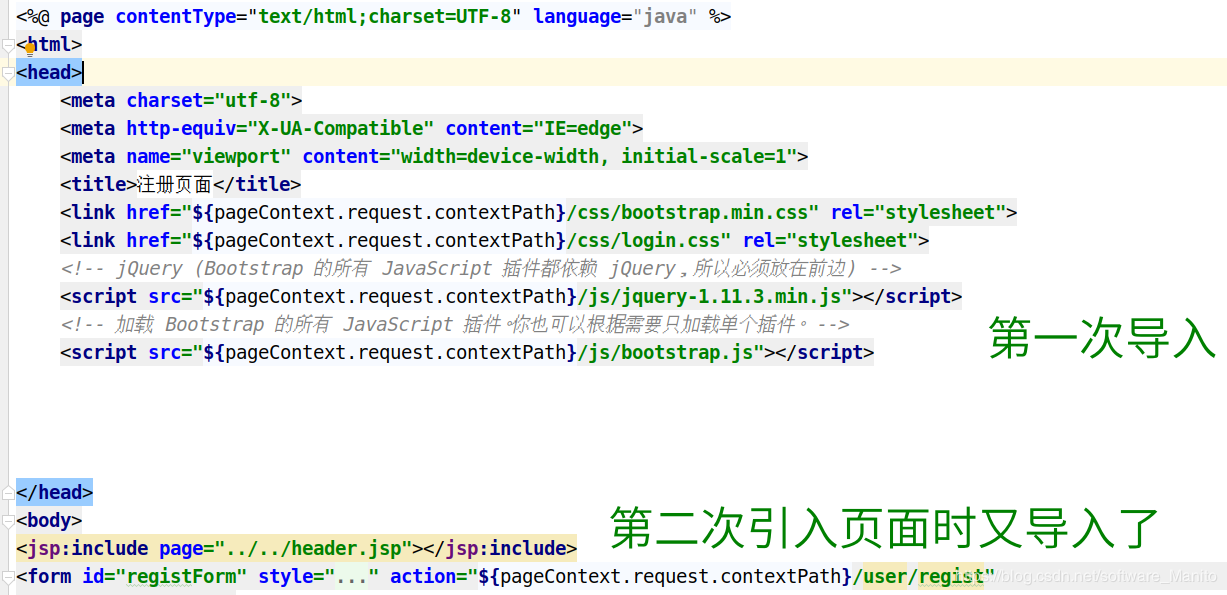 <%@ page contentType="text/html;charset=UTF-8" language="java" %>
<html>
<head>
<meta charset="utf-8">
<meta http-equiv="X-UA-Compatible" content="IE=edge">
<meta name="viewport" content="width=device-width, initial-scale=1">
<title>注册页面</title>
<link href="${pageContext.request.contextPath}/css/bootstrap.min.css" rel="stylesheet">
<link href="${pageContext.request.contextPath}/css/login.css" rel="stylesheet">
<!-- jQuery (Bootstrap 的所有 JavaScript 插件都依赖 jQuery，所以必须放在前边) -->
<script src="${pageContext.request.contextPath}/js/jquery-1.11.3.min.js"></script>
<!-- 加载 Bootstrap 的所有 JavaScript 插件。你也可以根据需要只加载单个插件。 -->
<script src="${pageContext.request.contextPath}/js/bootstrap.js"></script>
第一次导入
</head>
<body>
第二次引入页面时又导入了
<jsp:include page="../../header.jsp"></jsp:include>
<form id="registForm" style="..." action="${pageContext.request.contextPath}/user/regist"
https://blog.csdn.net/software_Manito